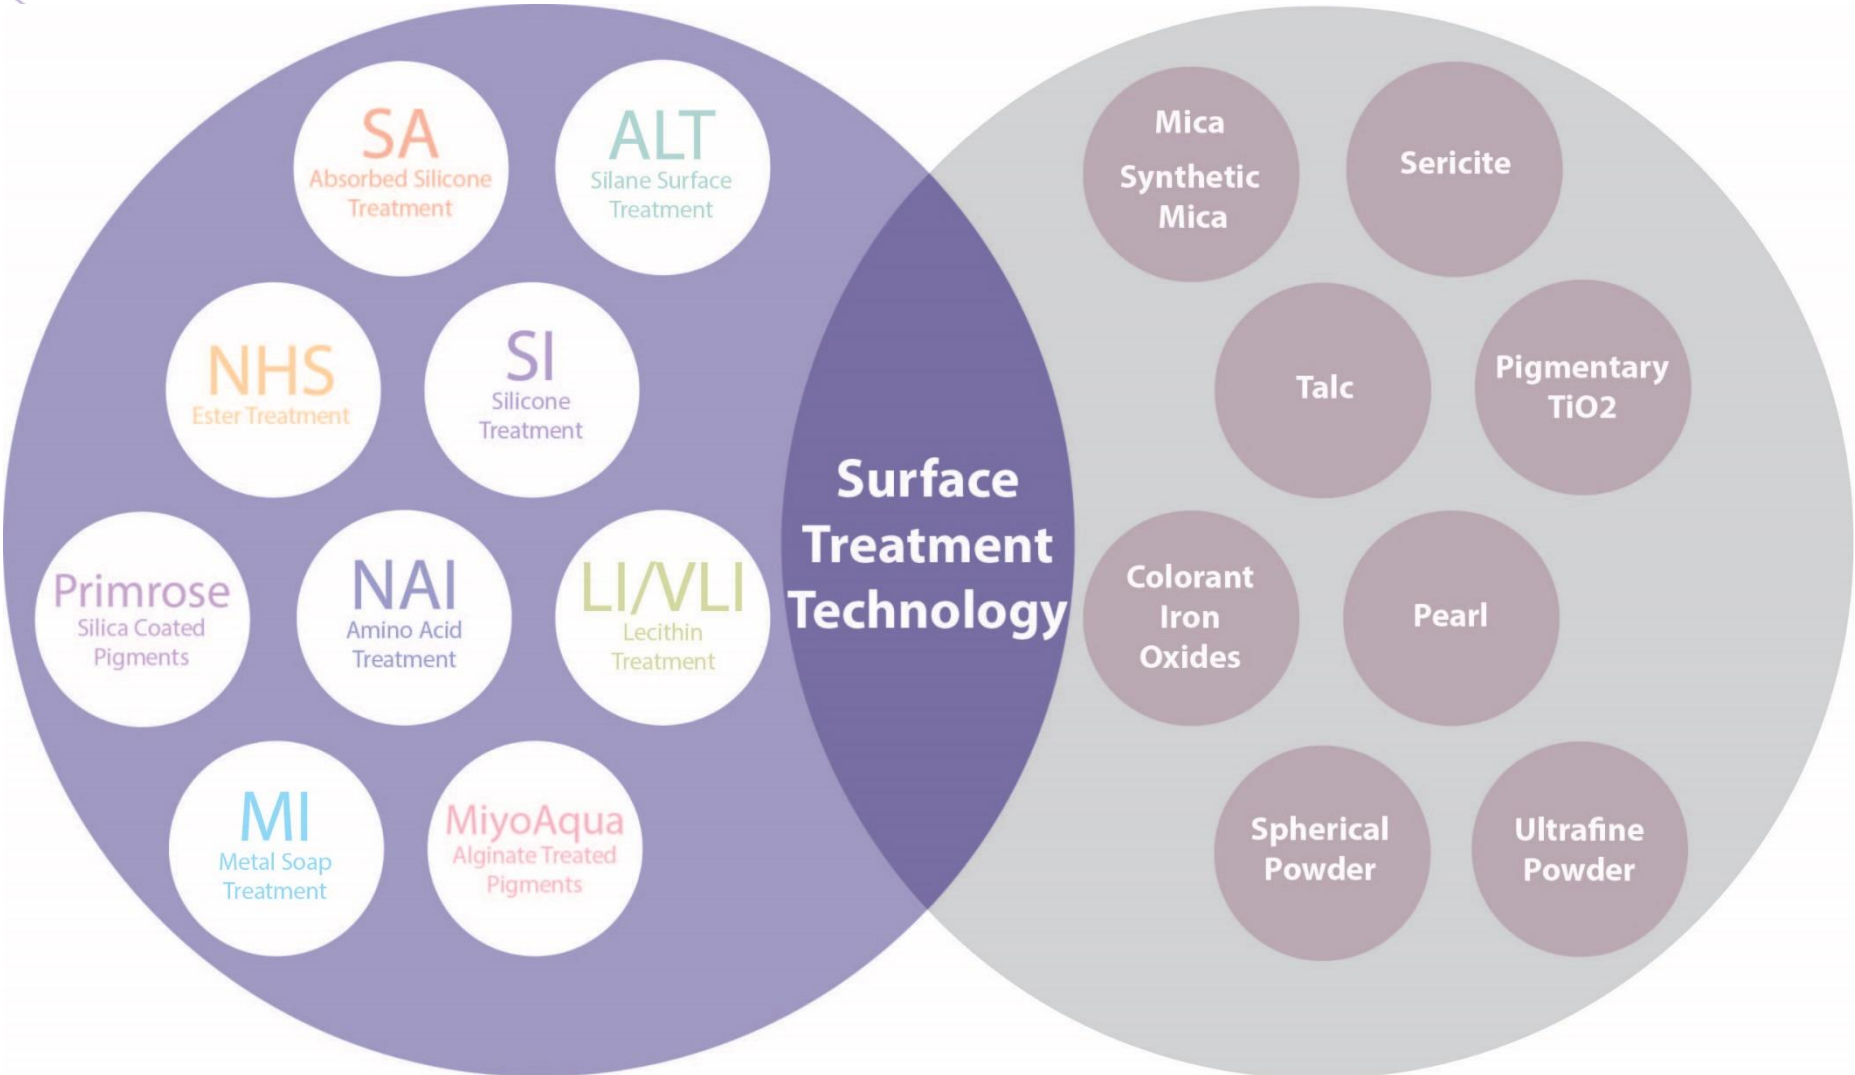 SA
Absorbed Silicone
Treatment
ALT
Silane Surface
Treatment
NHS
Ester Treatment
SI
Silicone
Treatment
Primrose
Silica Coated
Pigments
NAI
Amino Acid
Treatment
LI/VLI
Lecithin
Treatment
MI
Metal Soap
Treatment
MiyoAqua
Alginate Treated
Pigments
Surface
Treatment
Technology
Mica
Synthetic
Mica
Sericite
Talc
Pigmentary
TiO2
Colorant
Iron
Oxides
Pearl
Spherical
Powder
Ultrafine
Powder